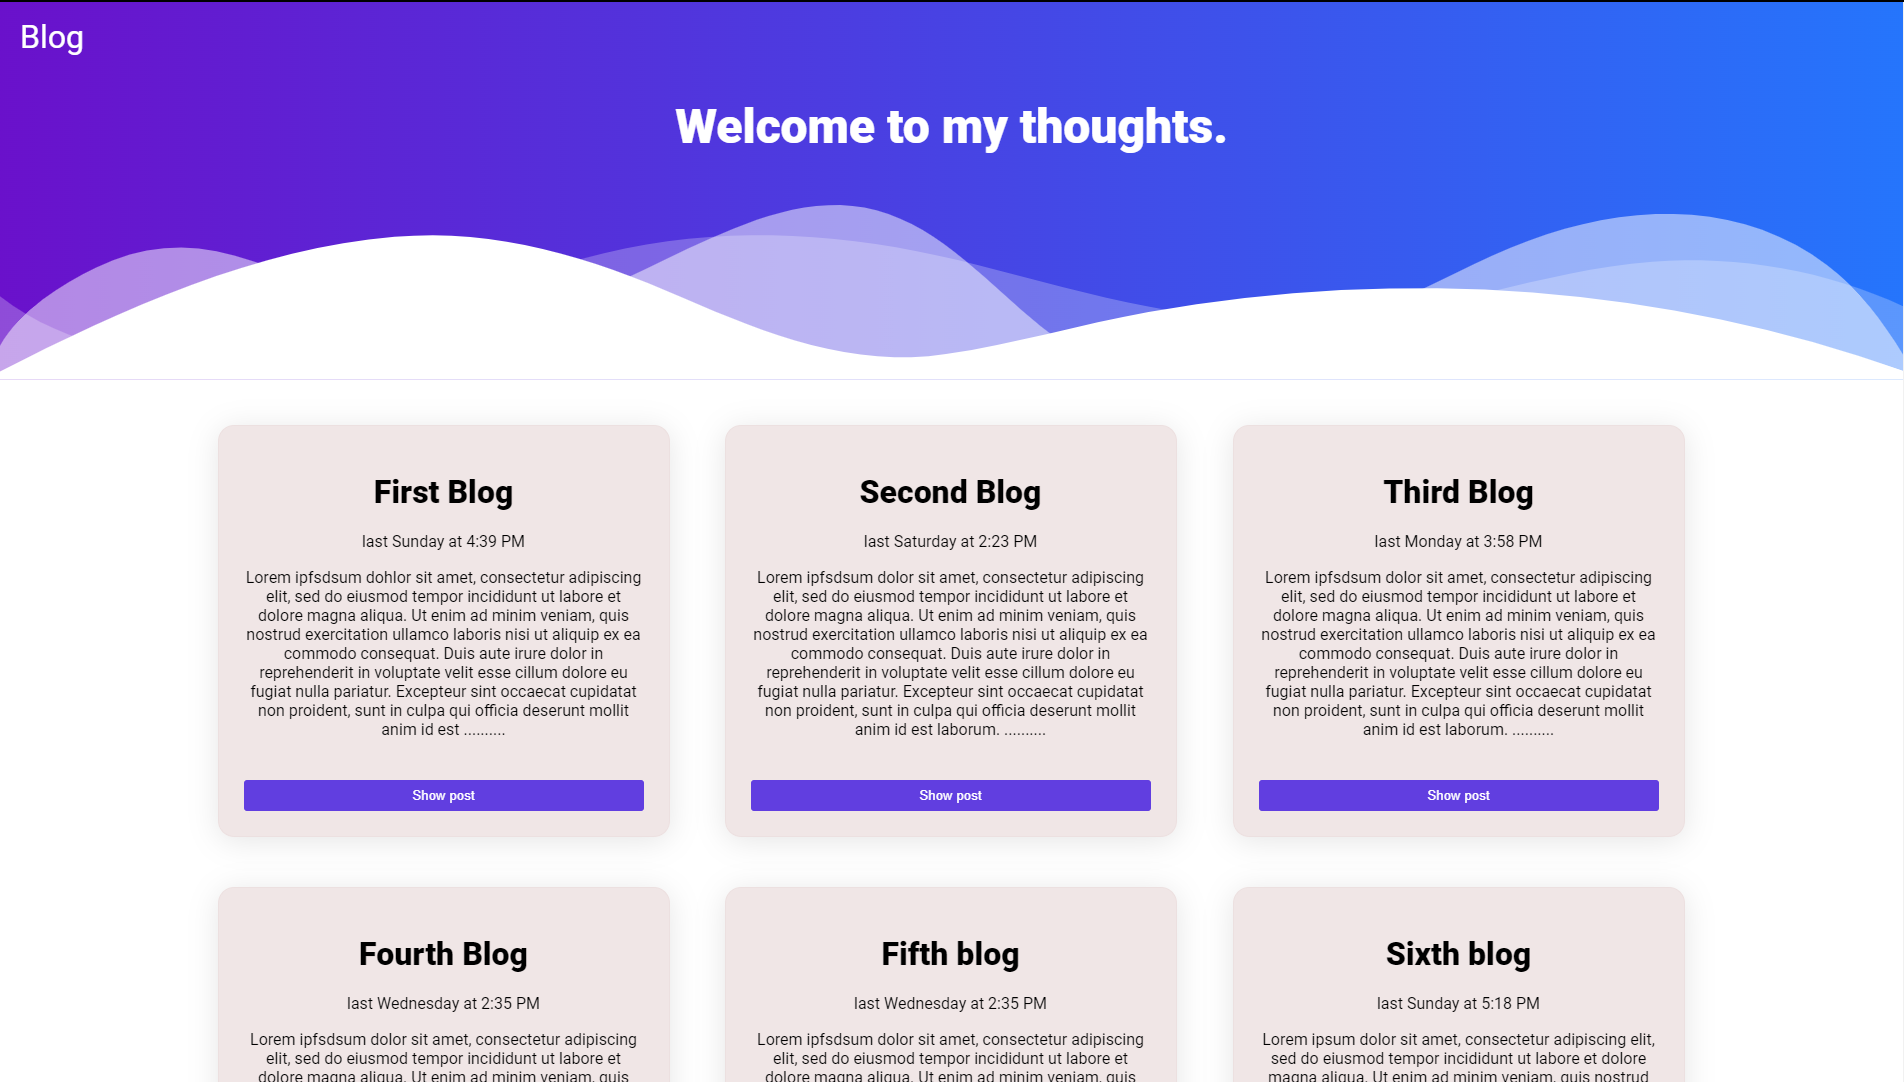 Blog
Welcome to my thoughts.
First Blog
last Sunday at 4:39 PM
Lorem ipfsdsum dohlor sit amet, consectetur adipiscing
elit, sed do eiusmod tempor incididunt ut labore et
dolore magna aliqua. Ut enim ad minim veniam, quis
nostrud exercitation ullamco laboris nisi ut aliquip ex ea
commodo consequat. Duis aute irure dolor in
reprehenderit in voluptate velit esse cillum dolore eu
fugiat nulla pariatur. Excepteur sint occaecat cupidatat
non proident, sunt in culpa qui officia deserunt mollit
anim id est ..........
Show post
Second Blog
last Saturday at 2:23 PM
Lorem ipfsdsum dolor sit amet, consectetur adipiscing
elit, sed do eiusmod tempor incididunt ut labore et
dolore magna aliqua. Ut enim ad minim veniam, quis
nostrud exercitation ullamco laboris nisi ut aliquip ex ea
commodo consequat. Duis aute irure dolor in
reprehenderit in voluptate velit esse cillum dolore eu
fugiat nulla pariatur. Excepteur sint occaecat cupidatat
non proident, sunt in culpa qui officia deserunt mollit
anim id est laborum. ..........
Show post
Third Blog
last Monday at 3:58 PM
Lorem ipfsdsum dolor sit amet, consectetur adipiscing
elit, sed do eiusmod tempor incididunt ut labore et
dolore magna aliqua. Ut enim ad minim veniam, quis
nostrud exercitation ullamco laboris nisi ut aliquip ex ea
commodo consequat. Duis aute irure dolor in
reprehenderit in voluptate velit esse cillum dolore eu
fugiat nulla pariatur. Excepteur sint occaecat cupidatat
non proident, sunt in culpa qui officia deserunt mollit
anim id est laborum. ..........
Show post
Fourth Blog
last Wednesday at 2:35 PM
Lorem ipfsdsum dolor sit amet, consectetur adipiscing
elit, sed do eiusmod tempor incididunt ut labore et
dolore magna aliqua. Ut enim ad minim veniam, quis
Fifth blog
last Wednesday at 2:35 PM
Lorem ipfsdsum dolor sit amet, consectetur adipiscing
elit, sed do eiusmod tempor incididunt ut labore et
dolore magna aliqua. Ut enim ad minim veniam, quis
Sixth blog
last Sunday at 5:18 PM
Lorem ipsum dolor sit amet, consectetur adipiscing elit,
sed do eiusmod tempor incididunt ut labore et dolore
magna aliqua. Ut enim ad minim veniam, quis nostrud